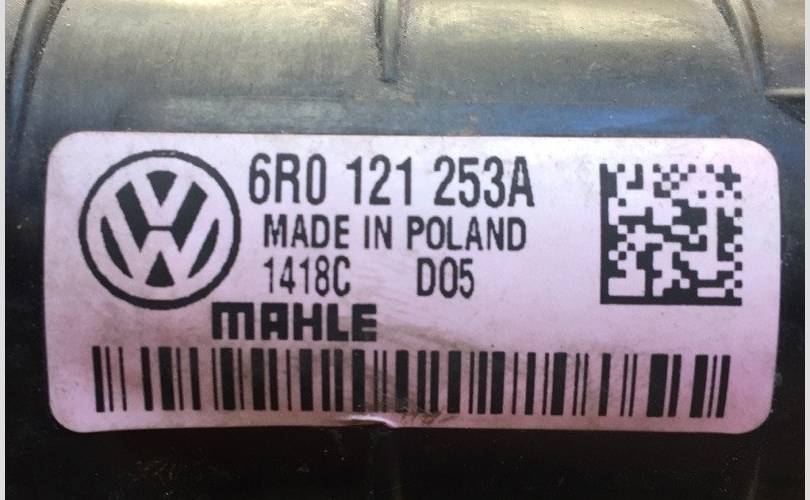 6R0 121 253A
MADE IN POLAND
1418C D05
MAHLE